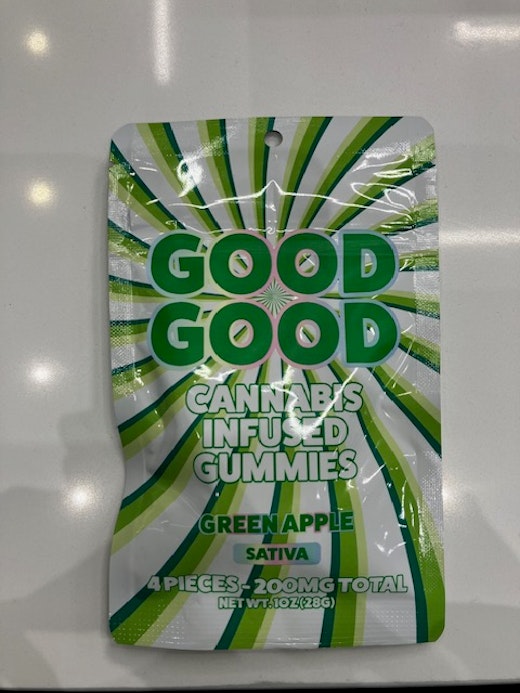 GOOD
GOOD
CANNABIS
INFUSED
GUMMIES
GREEN APPLE
SATIVA
4 PIECES - 200MG TOTAL
NET WT. 1OZ (28G)